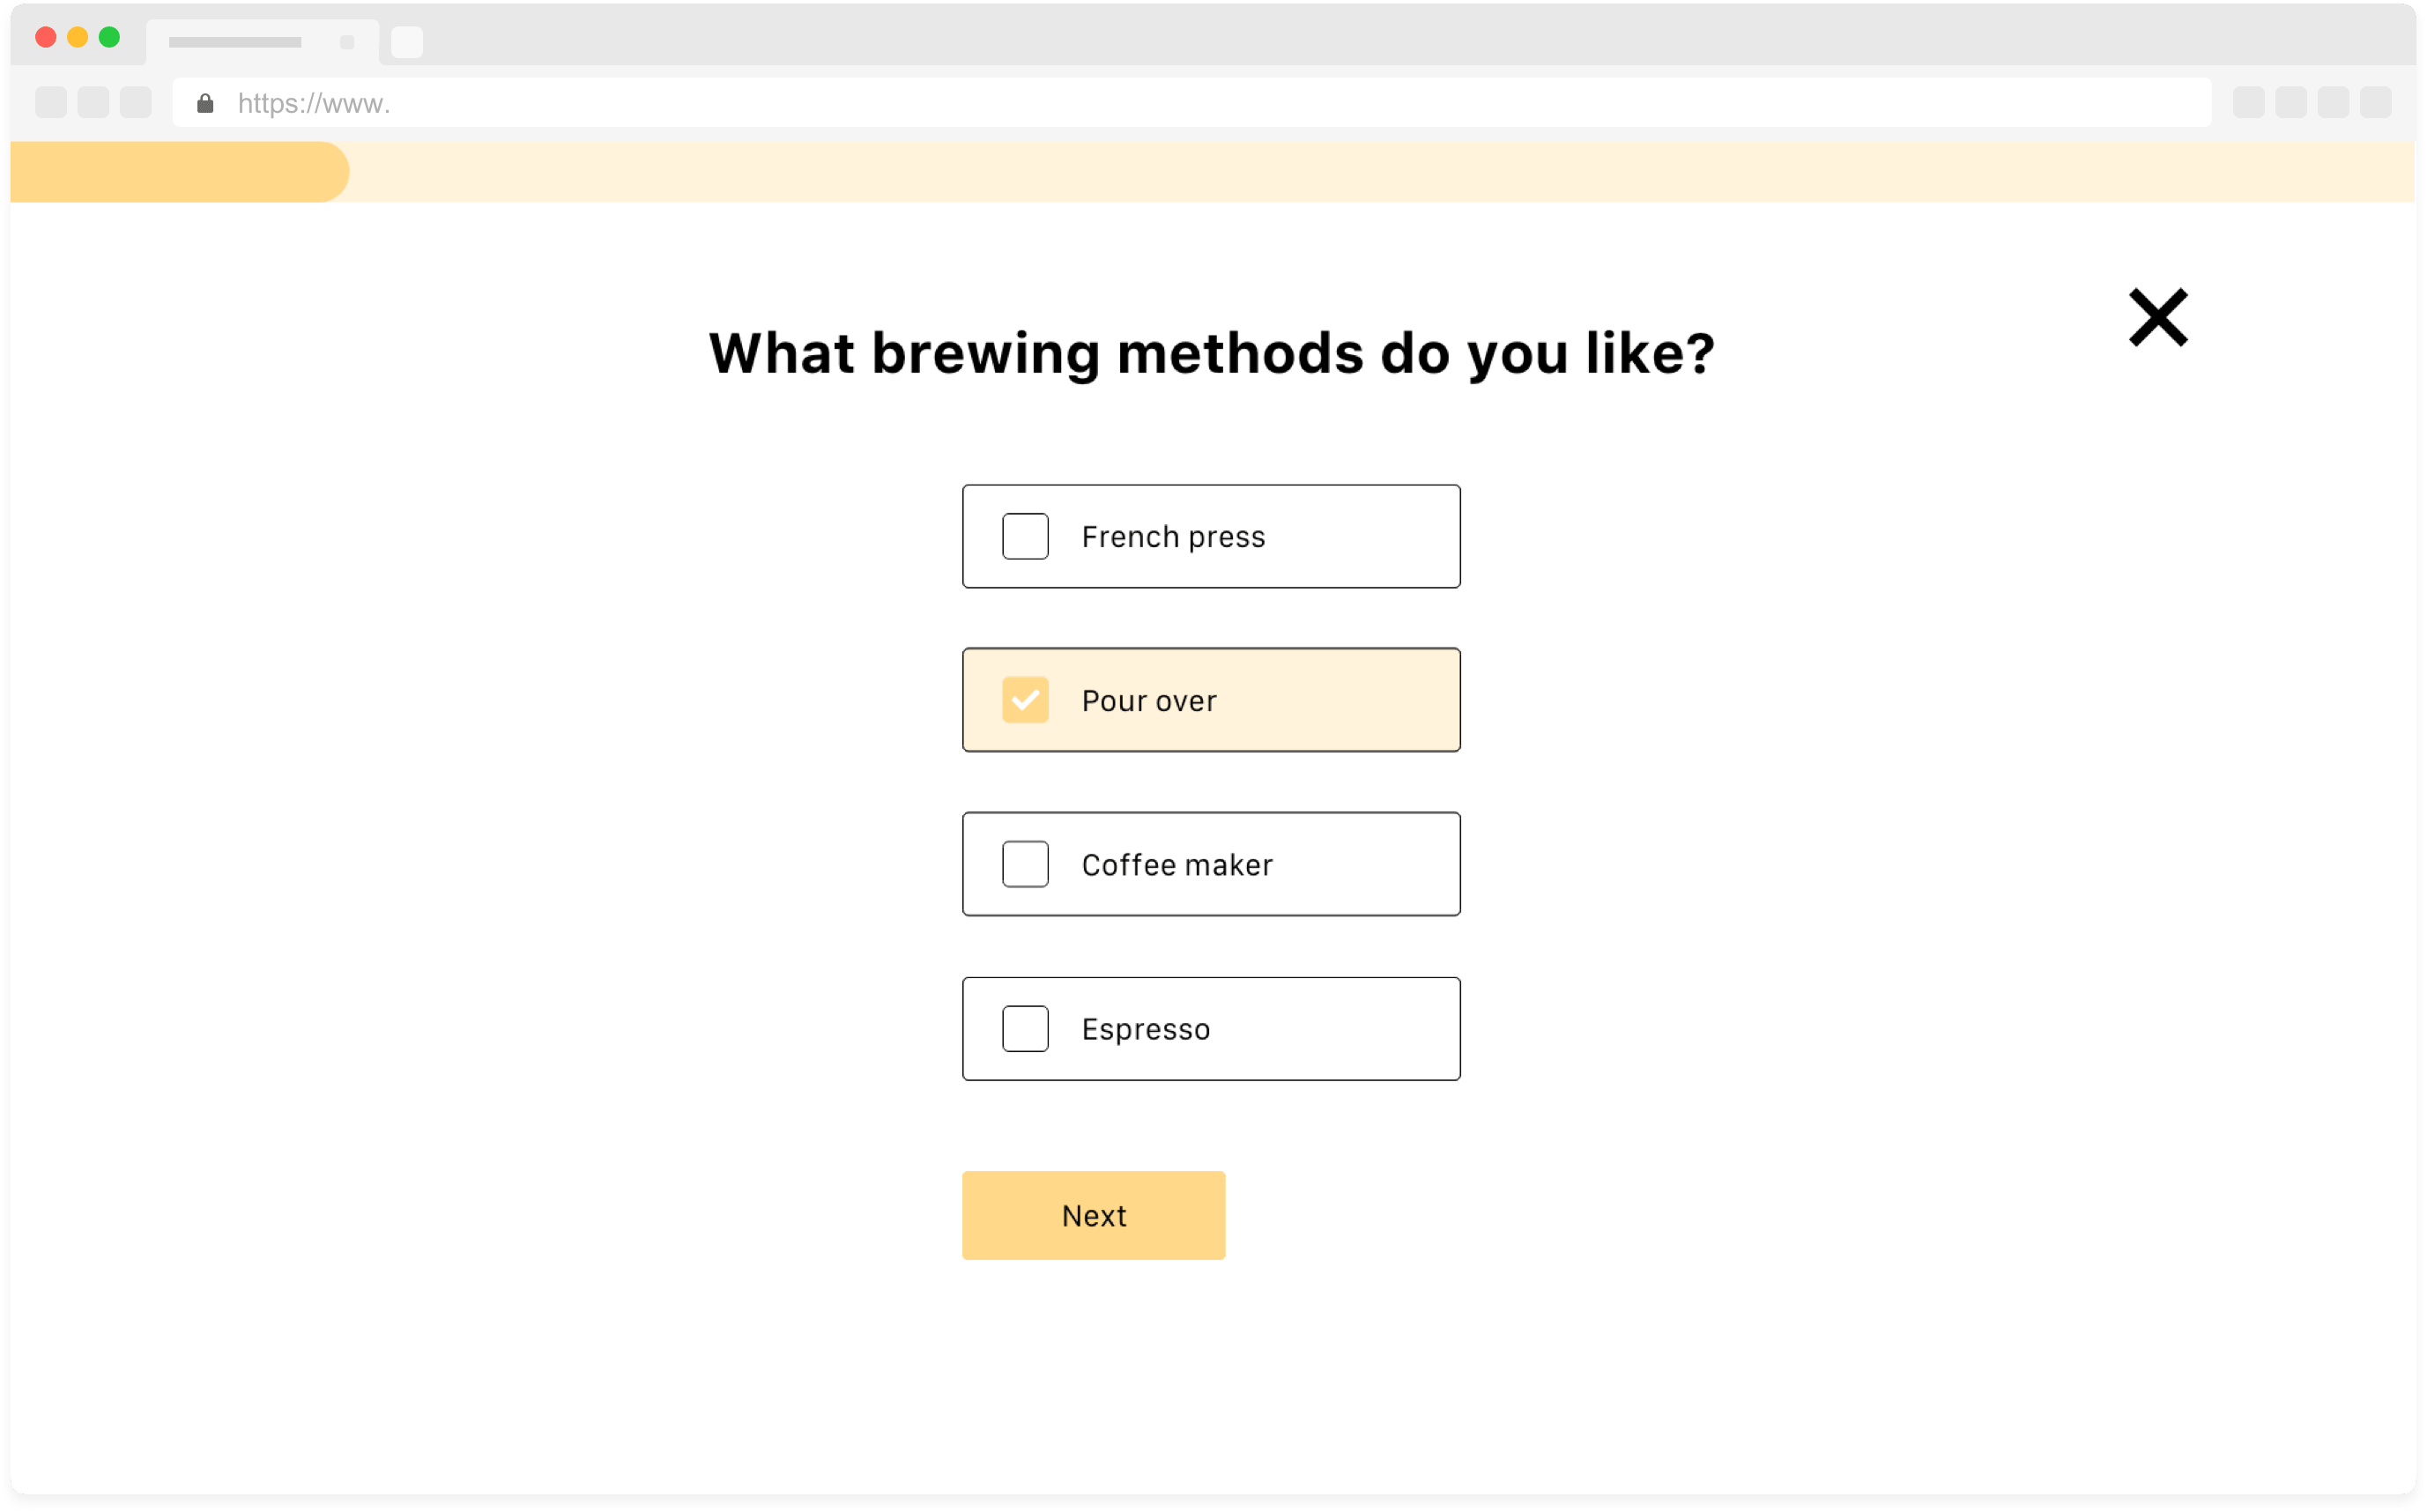 https://www.
What brewing methods do you like?
French press
Pour over
Coffee maker
Espresso
Next